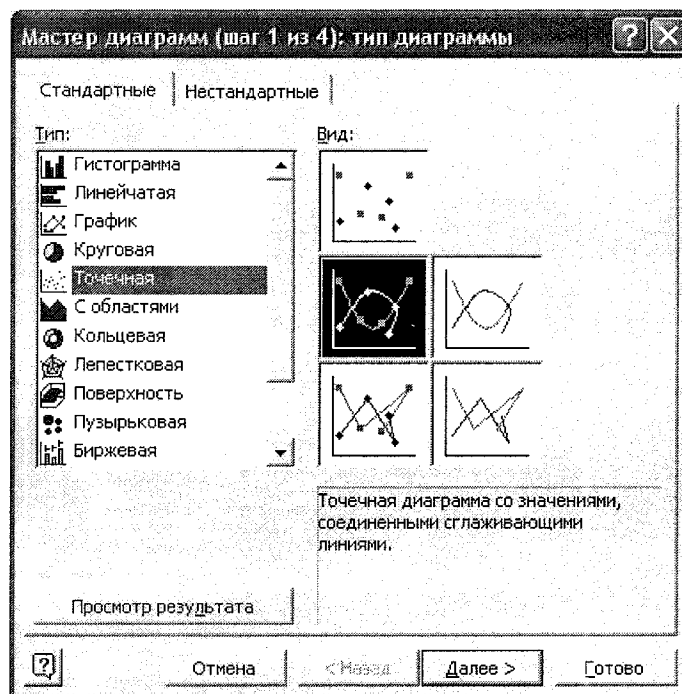 Мастер диаграмм (шаг 1 из 4): тип диаграммы
Стандартные
Нестандартные
Тип:
Гистограмма
Линейчатая
График
Круговая
Точечная
С областями
Кольцевая
Лепестковая
Поверхность
Пузырьковая
Биржевая
Вид:
Точечная диаграмма со значениями,
соединенными сглаживающими
линиями.
Просмотр результата
Отмена
< Назад
Далее >
Готово